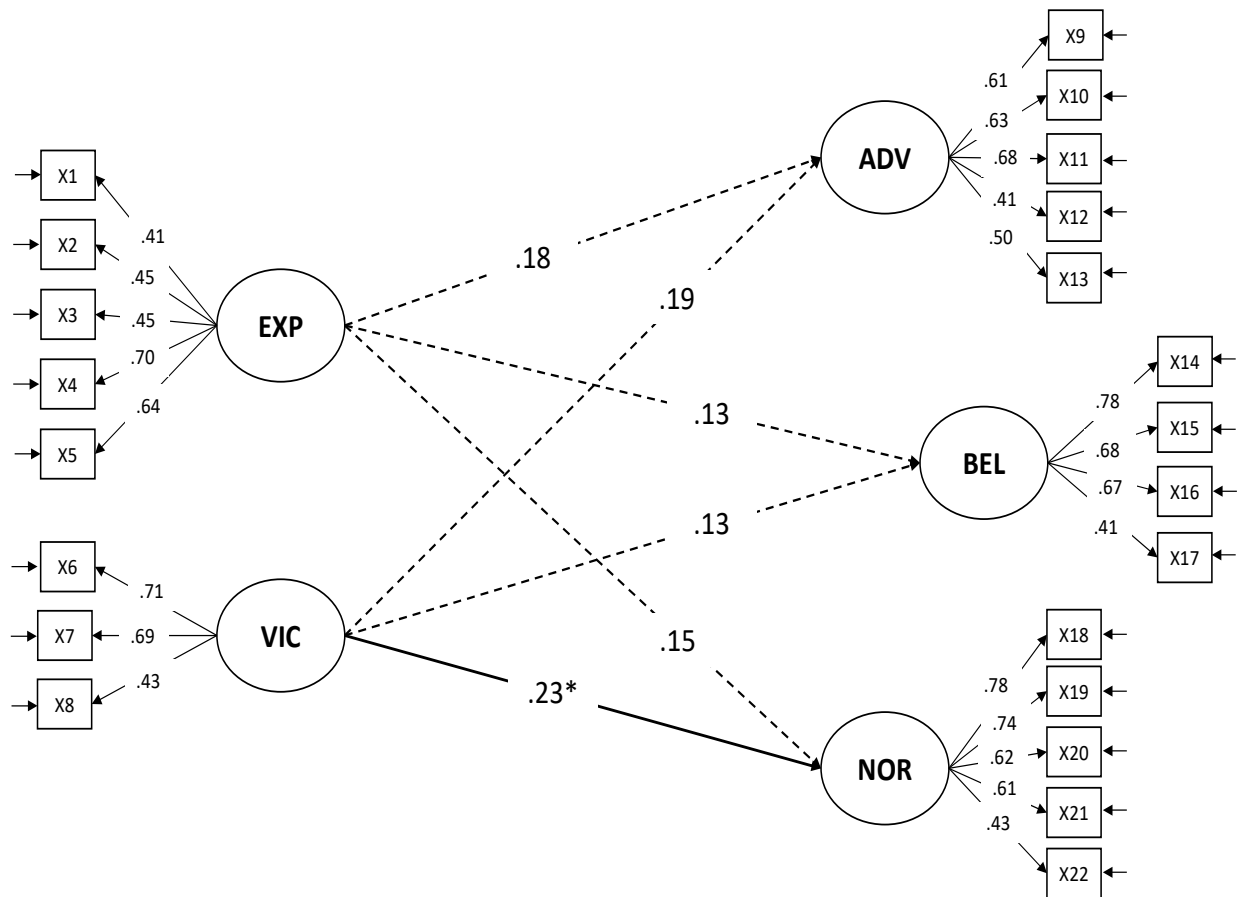 X1
X2
X3
X4
X5
.41
.45
.45
.70
.64
EXP
X6
X7
X8
.71
.69
.43
VIC
.18
.19
.13
.13
.15
.23*
ADV
.61
.63
.68
.41
.50
X9
X10
X11
X12
X13
BEL
.78
.68
.67
.41
X14
X15
X16
X17
NOR
.78
.74
.62
.61
.43
X18
X19
X20
X21
X22